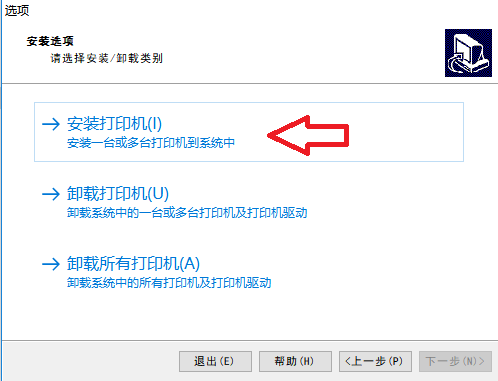 选项
安装选项
请选择安装/卸载类别
安装打印机(I)
安装一台或多台打印机到系统中
卸载打印机(U)
卸载系统中的一台或多台打印机及打印机驱动
卸载所有打印机(A)
卸载系统中的所有打印机及打印机驱动
退出(E)
帮助(H)
<上一步(P)
下一步(N)>